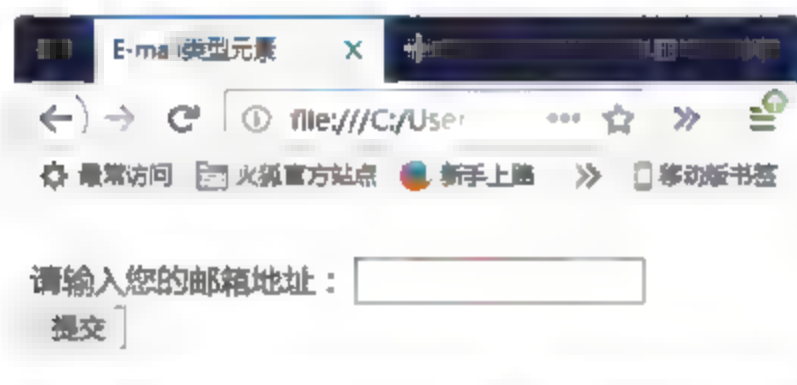 E-mail类型元素 ×
file:///C:/User ...
最常访问 火狐官方站点 新手上路 移动版书签
请输入您的邮箱地址：
提交